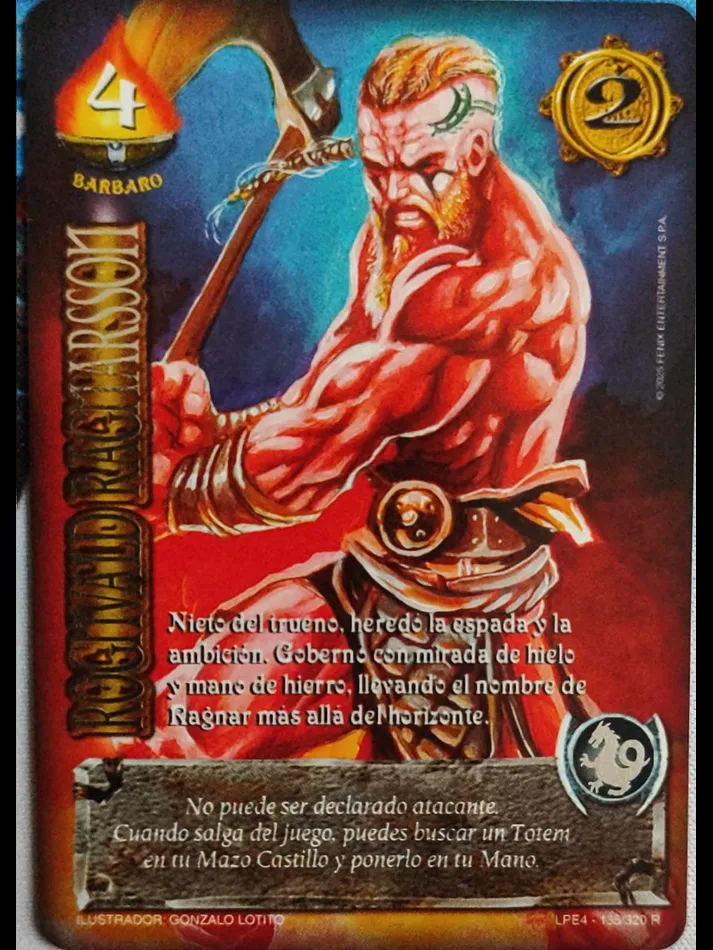 4
BARBARO
2
ROGNVALD RAGNARSSON
© 2025 FENIX ENTERTAINMENT S.P.A.
Nieto del trueno, heredó la espada y la
ambición. Gobernó con mirada de hielo
y mano de hierro, llevando el nombre de
Ragnar más allá del horizonte.
No puede ser declarado atacante.
Cuando salga del juego, puedes buscar un Totem
en tu Mazo Castillo y ponerlo en tu Mano.
ILUSTRADOR: GONZALO LOTITO
LPE4 - 135/320 R